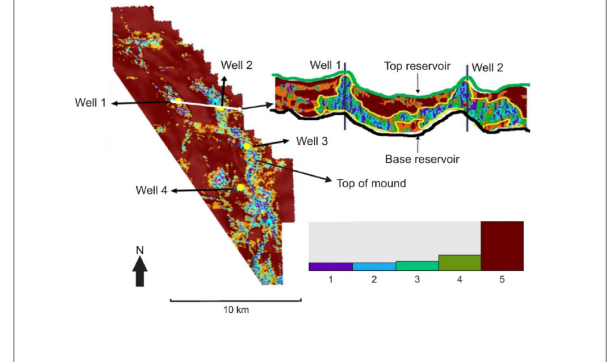 Well 1
Top reservoir
Well 2
Well 2
Well 1
Base reservoir
Well 3
Top of mound
Well 4
N
1 2 3 4 5
10 km